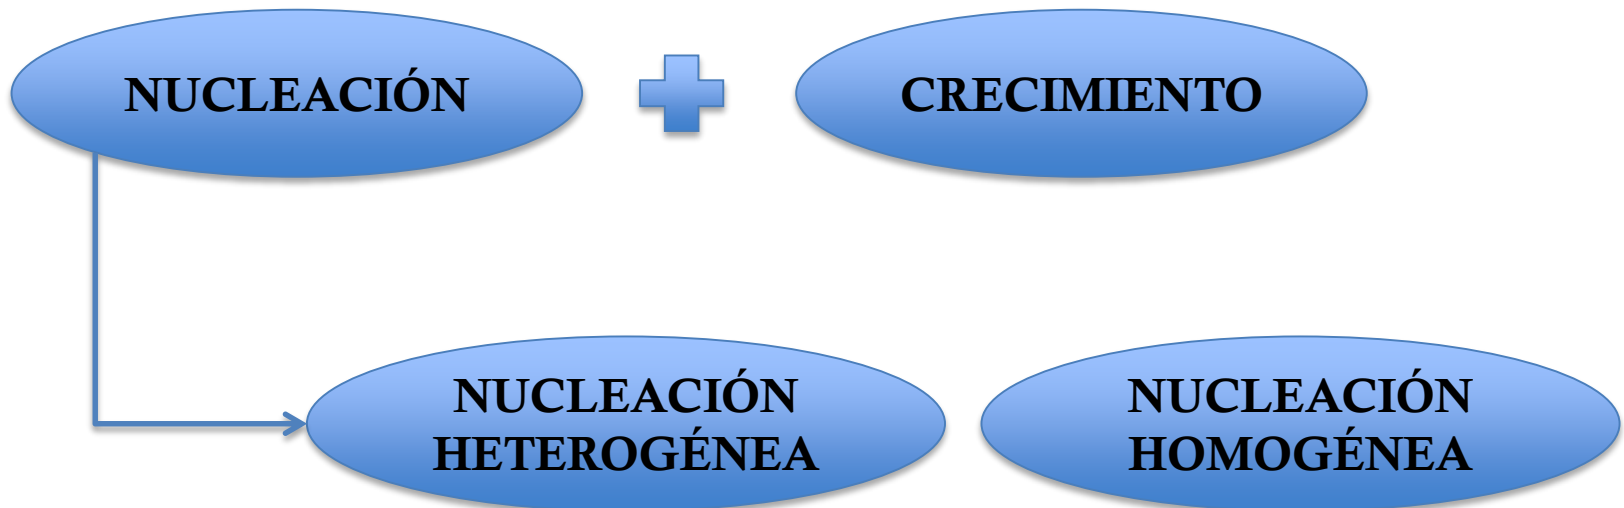 NUCLEACIÓN
CRECIMIENTO
NUCLEACIÓN
HETEROGÉNEA
NUCLEACIÓN
HOMOGÉNEA